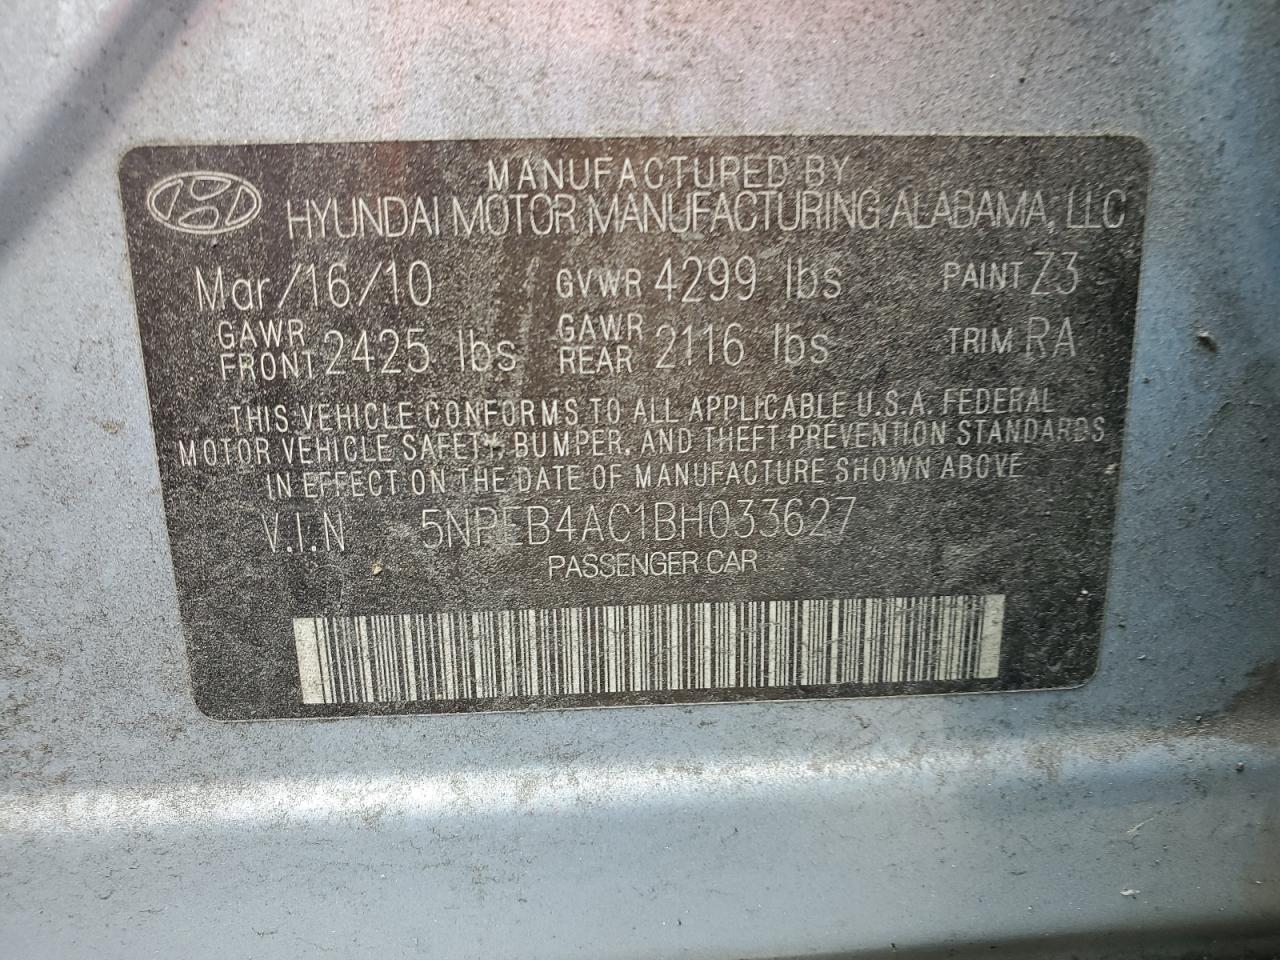 MANUFACTURED BY
HYUNDAI MOTOR MANUFACTURING ALABAMA, LLC
Mar/16/10 GVWR 4299 lbs PAINT Z3
GAWR FRONT 2425 lbs GAWR REAR 2116 lbs TRIM RA
THIS VEHICLE CONFORMS TO ALL APPLICABLE U.S.A. FEDERAL
MOTOR VEHICLE SAFETY, BUMPER, AND THEFT PREVENTION STANDARDS
IN EFFECT ON THE DATE OF MANUFACTURE SHOWN ABOVE
V.I.N 5NPEB4AC1BH033627
PASSENGER CAR